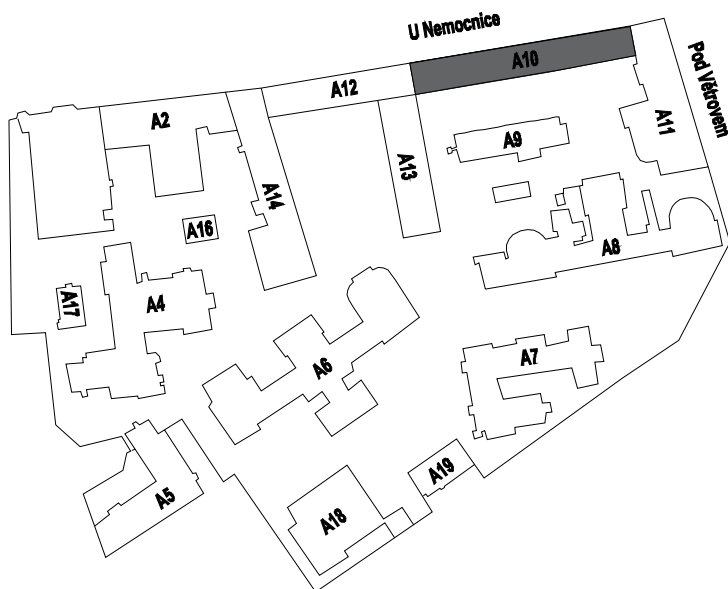 U Nemocnice
Pod Větrovem
A10
A12
A2
A11
A9
A13
A14
A16
A8
A17
A4
A7
A6
A19
A5
A18